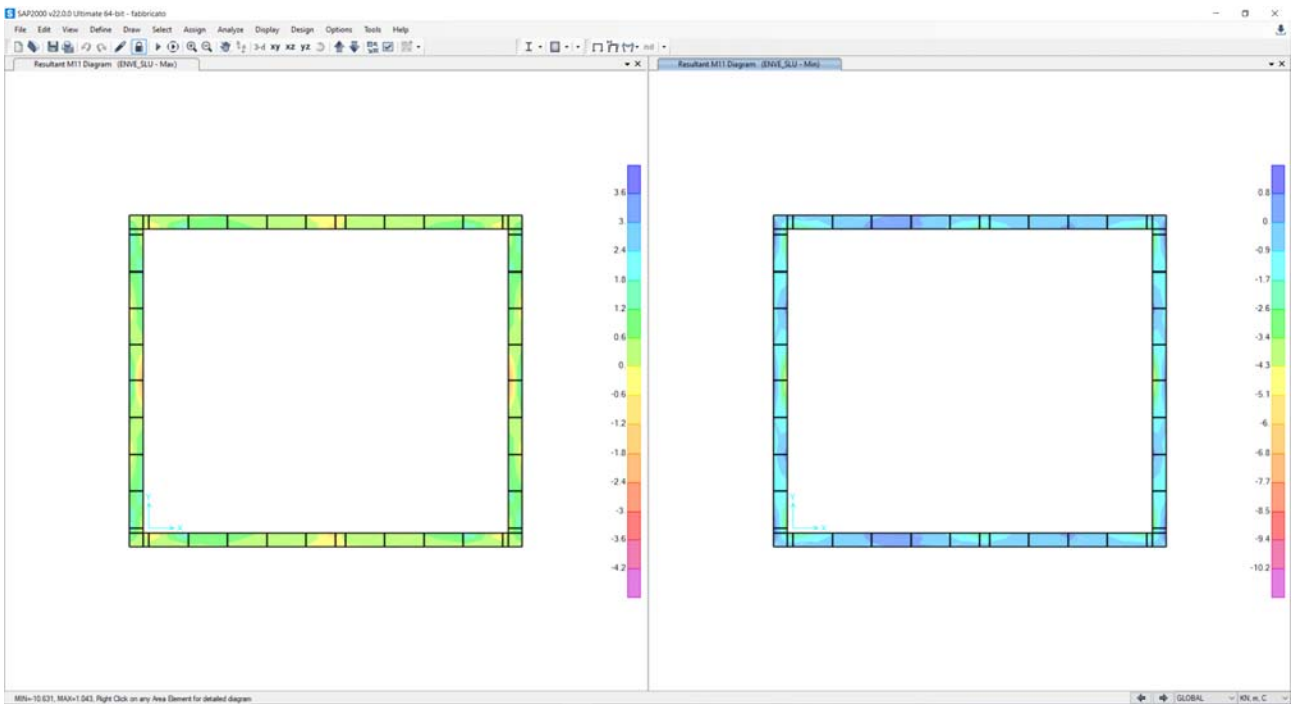 SAP2000 v22.0.0 Ultimate 64-bit - fabbricato
File Edit View Define Draw Select Assign Analyze Display Design Options Tools Help
3-d xy xz yz nd
Resultant M11 Diagram (ENVE_SLU - Max)
Resultant M11 Diagram (ENVE_SLU - Min)
3.6
3.
2.4
1.8
1.2
0.6
0.
-0.6
-1.2
-1.8
-2.4
-3.
-3.6
-4.2
Y
X
0.8
0.
-0.9
-1.7
-2.6
-3.4
-4.3
-5.1
-6.
-6.8
-7.7
-8.5
-9.4
-10.2
Y
X
MIN=-10.631, MAX=1.043, Right Click on any Area Element for detailed diagram
GLOBAL
KN, m, C